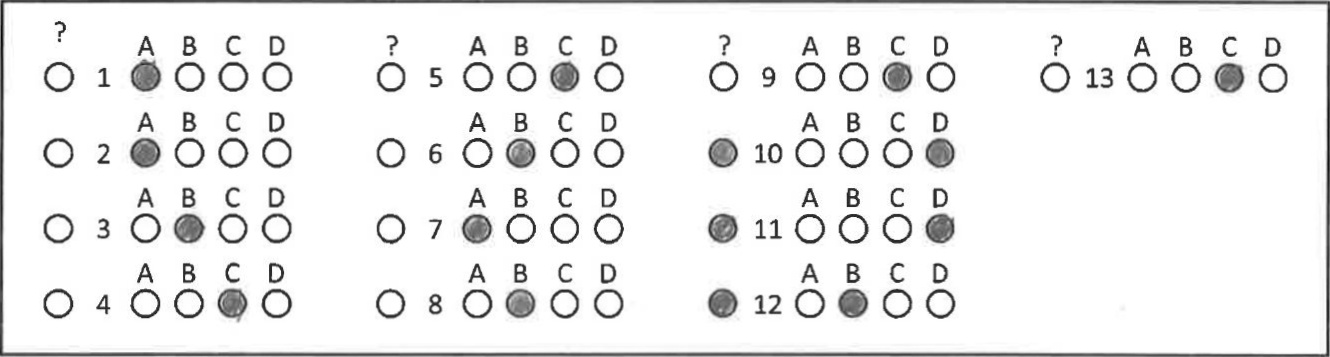 ? A B C D ? A B C D ? A B C D ? A B C D
1 5 9 13
A B C D A B C D A B C D
2 6 10
A B C D A B C D A B C D
3 7 11
A B C D A B C D A B C D
4 8 12